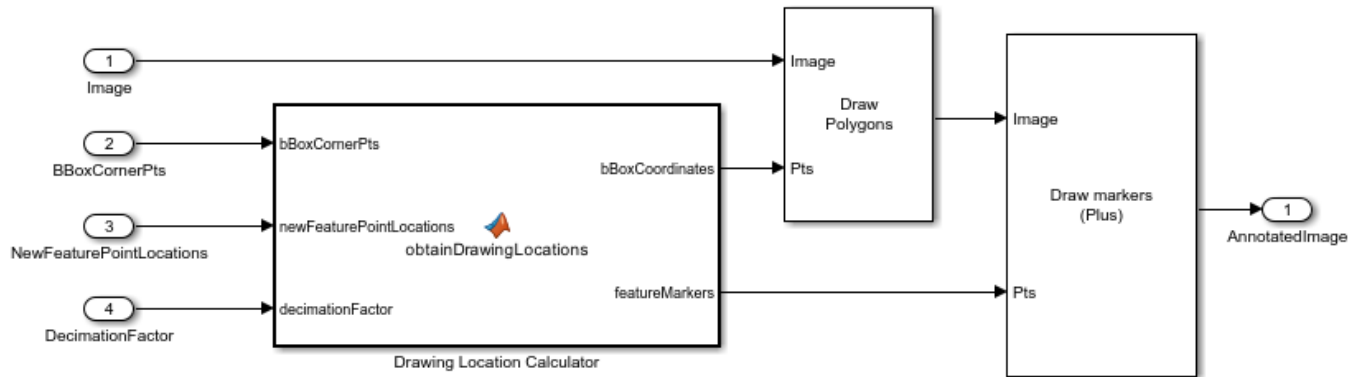 1
Image
2
BBoxCornerPts
3
NewFeaturePointLocations
4
DecimationFactor
bBoxCornerPts
newFeaturePointLocations
decimationFactor
obtainDrawingLocations
bBoxCoordinates
featureMarkers
Drawing Location Calculator
Image
Pts
Draw
Polygons
Image
Pts
Draw markers
(Plus)
1
AnnotatedImage